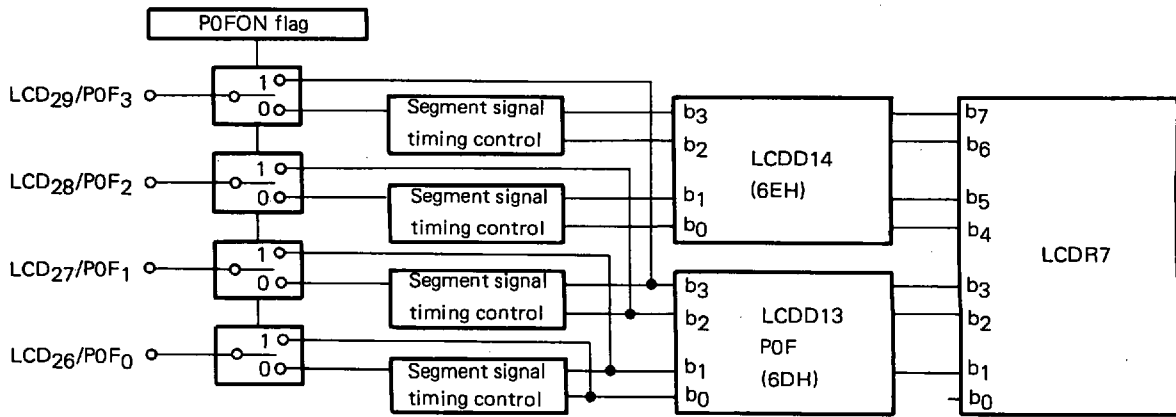 P0FON flag
LCD29/P0F3
1
0
Segment signal
timing control
b3
b2
LCDD14
(6EH)
b1
b0
b7
b6
b5
b4
LCDR7
LCD28/P0F2
1
0
Segment signal
timing control
LCD27/P0F1
1
0
Segment signal
timing control
b3
b2
LCDD13
P0F
(6DH)
b1
b0
b3
b2
b1
b0
LCD26/P0F0
1
0
Segment signal
timing control